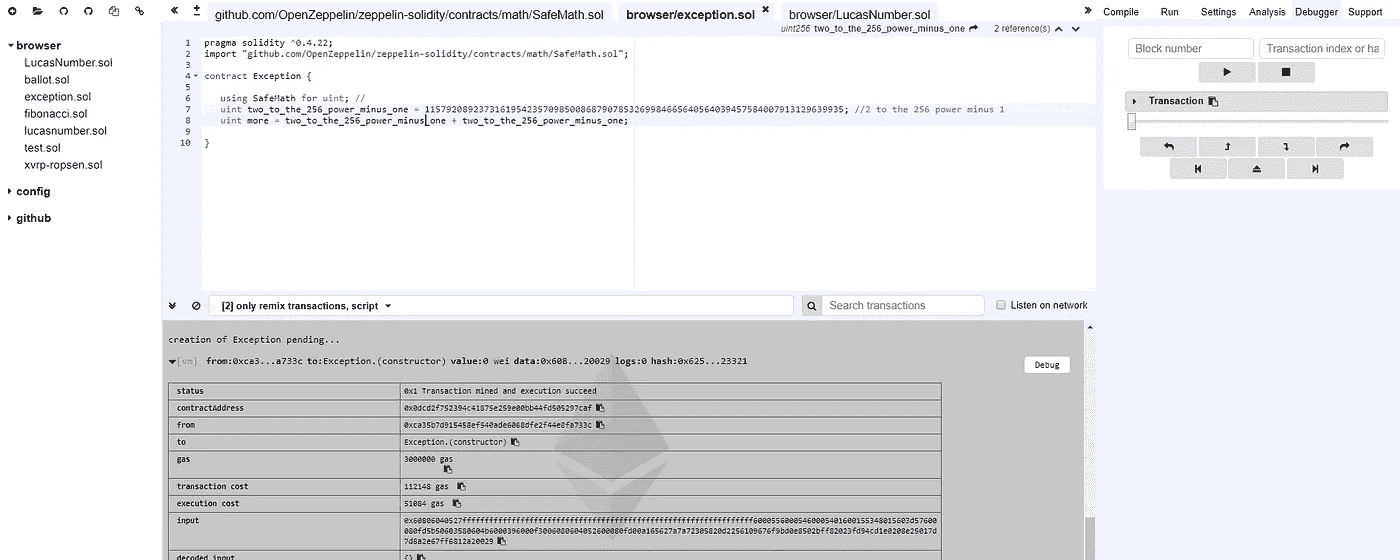 github.com/OpenZeppelin/zeppelin-solidity/contracts/math/SafeMath.sol browser/exception.sol browser/LucasNumber.sol
Compile Run Settings Analysis Debugger Support
uint256 two_to_the_256_power_minus_one 2 reference(s)
browser
LucasNumber.sol
ballot.sol
exception.sol
fibonacci.sol
lucasnumber.sol
test.sol
xvrp-ropsen.sol
config
github
1 pragma solidity ^0.4.22;
2 import "github.com/OpenZeppelin/zeppelin-solidity/contracts/math/SafeMath.sol";
3
4 contract Exception {
5
6 using SafeMath for uint; //
7 uint two_to_the_256_power_minus_one = 115792089237316195423570985008687907853269984665640564039457584007913129639935; //2 to the 256 power minus 1
8 uint more = two_to_the_256_power_minus_one + two_to_the_256_power_minus_one;
9
10 }
Block number Transaction index or ha
Transaction
[2] only remix transactions, script Search transactions Listen on network
creation of Exception pending...
[vm] from:0xca3...a733c to:Exception.(constructor) value:0 wei data:0x608...20029 logs:0 hash:0x625...23321
Debug
status 0x1 Transaction mined and execution succeed
contractAddress 0x0dcd2f752394c41875e259e00bb44fd505297caf
from 0xca35b7d915458ef540ade6068dfe2f44e8fa733c
to Exception.(constructor)
gas 3000000 gas
transaction cost 112148 gas
execution cost 51084 gas
input
decoded input {}